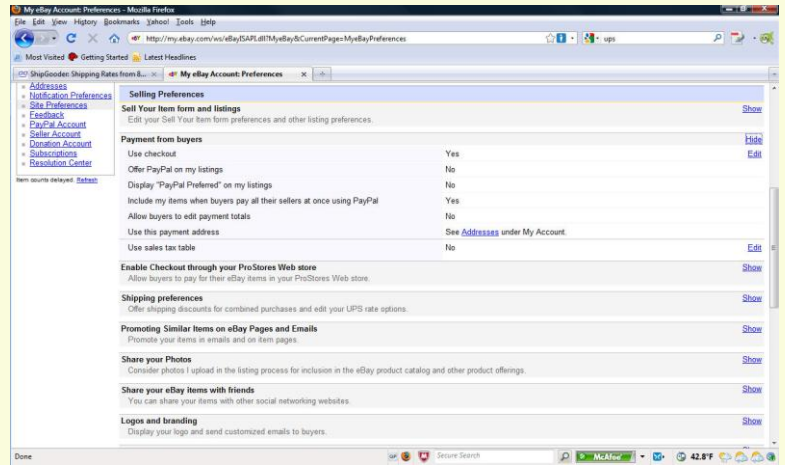 My eBay Account: Preferences - Mozilla Firefox
File Edit View History Bookmarks Yahoo! Tools Help
http://my.ebay.com/ws/eBayISAPI.dll?MyeBay&CurrentPage=MyeBayPreferences
ups
Most Visited Getting Started Latest Headlines
ShipGooder: Shipping Rates from 8...
My eBay Account: Preferences
Addresses
Notification Preferences
Site Preferences
Feedback
PayPal Account
Seller Account
Donation Account
Subscriptions
Resolution Center
Item counts delayed. Refresh
Selling Preferences
Sell Your Item form and listings Show
Edit your Sell Your Item form preferences and other listing preferences.
Payment from buyers Hide
Use checkout Yes Edit
Offer PayPal on my listings No
Display "PayPal Preferred" on my listings No
Include my items when buyers pay all their sellers at once using PayPal Yes
Allow buyers to edit payment totals No
Use this payment address See Addresses under My Account.
Use sales tax table No Edit
Enable Checkout through your ProStores Web store Show
Allow buyers to pay for their eBay items in your ProStores Web store.
Shipping preferences Show
Offer shipping discounts for combined purchases and edit your UPS rate options.
Promoting Similar Items on eBay Pages and Emails Show
Promote your items in emails and on item pages.
Share your Photos Show
Consider photos I upload in the listing process for inclusion in the eBay product catalog and other product offerings.
Share your eBay items with friends Show
You can share your items with other social networking websites.
Logos and branding Show
Display your logo and send customized emails to buyers.
Done
Secure Search
McAfee
42.8°F